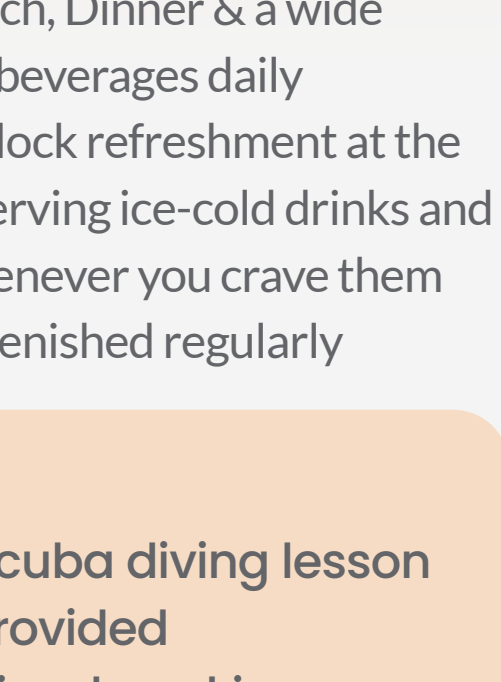 ch, Dinner & a wide
beverages daily
lock refreshment at the
erving ice-cold drinks and
enever you crave them
enished regularly
cuba diving lesson
rovided